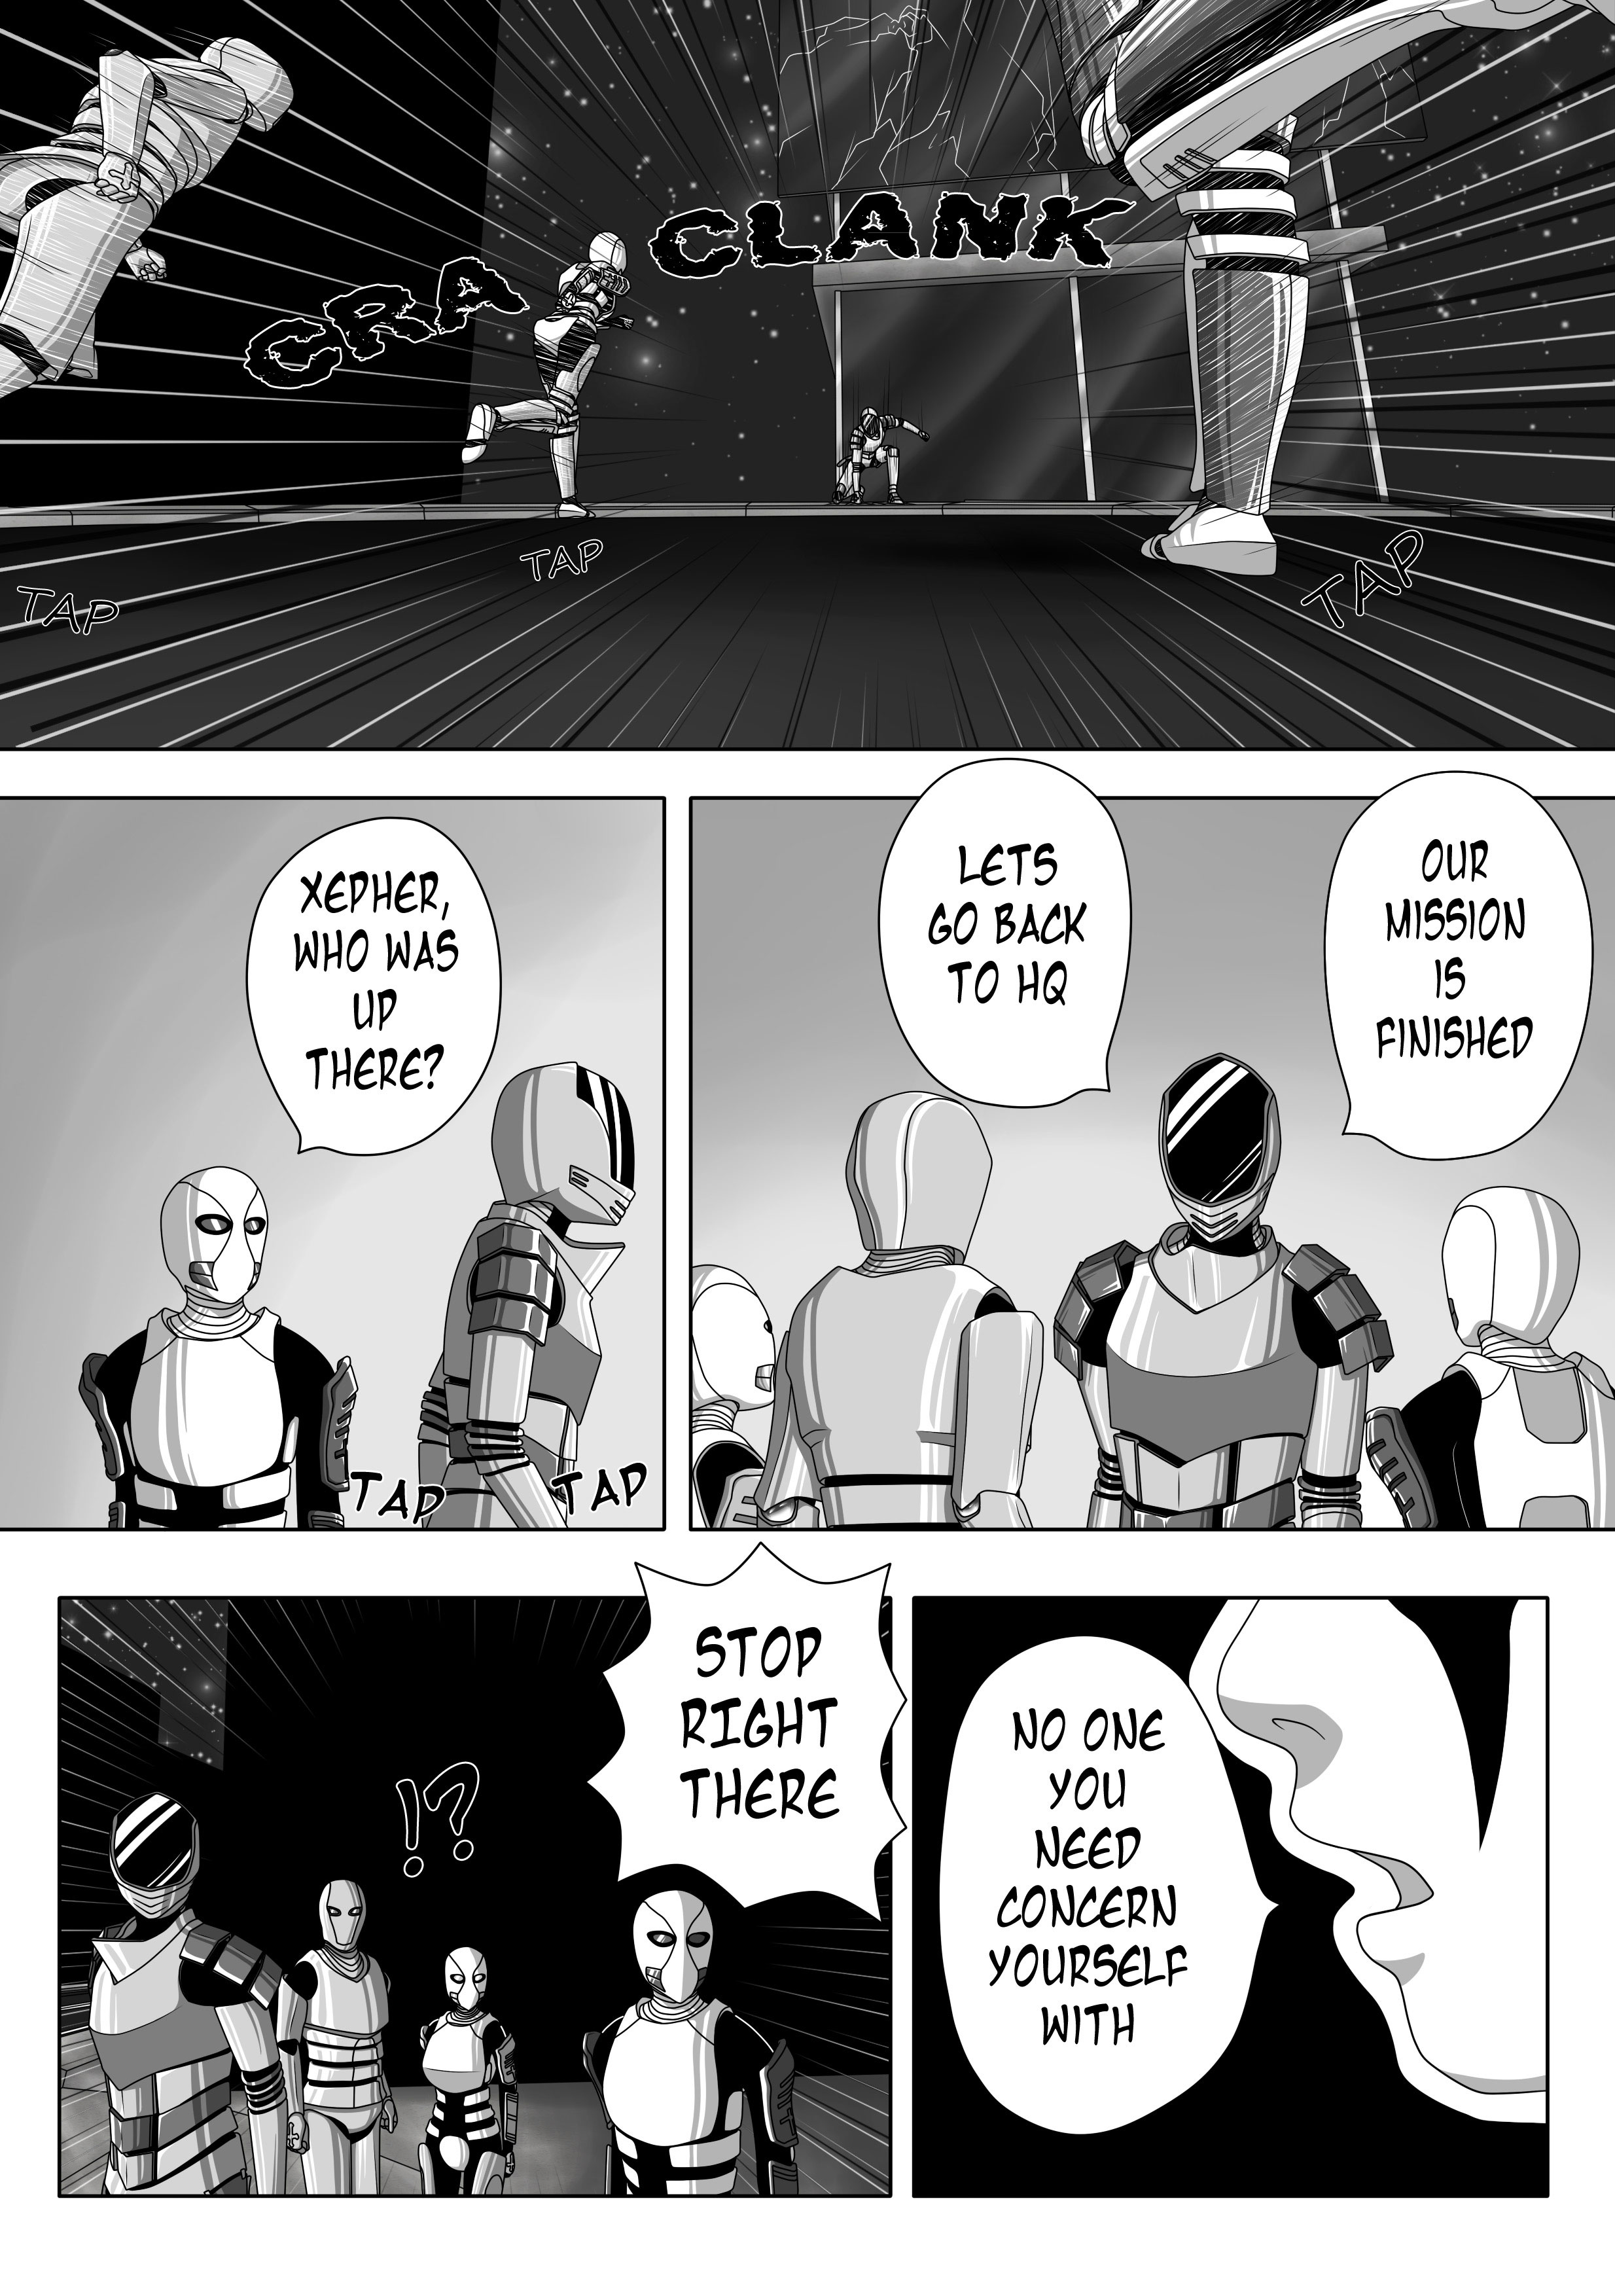 CRA CLANK
TAP
TAP
TAP
OUR
MISSION
IS
FINISHED
LETS
GO BACK
TO HQ
XEPHER,
WHO WAS
UP
THERE?
TAP
TAP
NO ONE
YOU
NEED
CONCERN
YOURSELF
WITH
STOP
RIGHT
THERE
!?